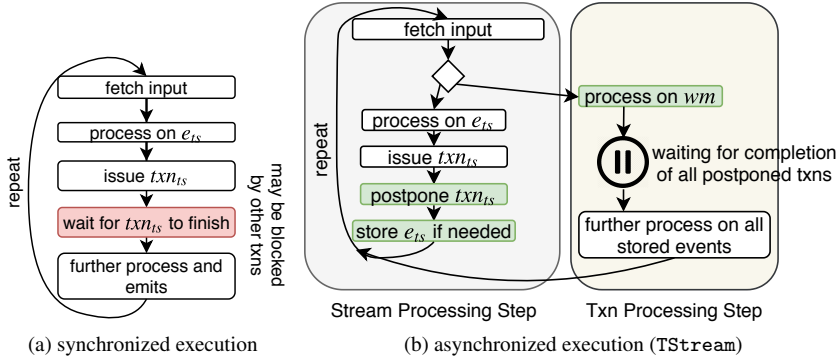 fetch input
process on e_ts
issue txn_ts
wait for txn_ts to finish
further process and
emits
repeat
may be blocked
by other txns
(a) synchronized execution
fetch input
process on e_ts
issue txn_ts
postpone txn_ts
store e_ts if needed
repeat
Stream Processing Step
process on wm
waiting for completion
of all postponed txns
further process on all
stored events
Txn Processing Step
(b) asynchronized execution (TStream)